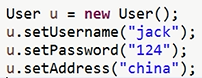 User u = new User();
u.setUsername("jack");
u.setPassword("124");
u.setAddress("china");